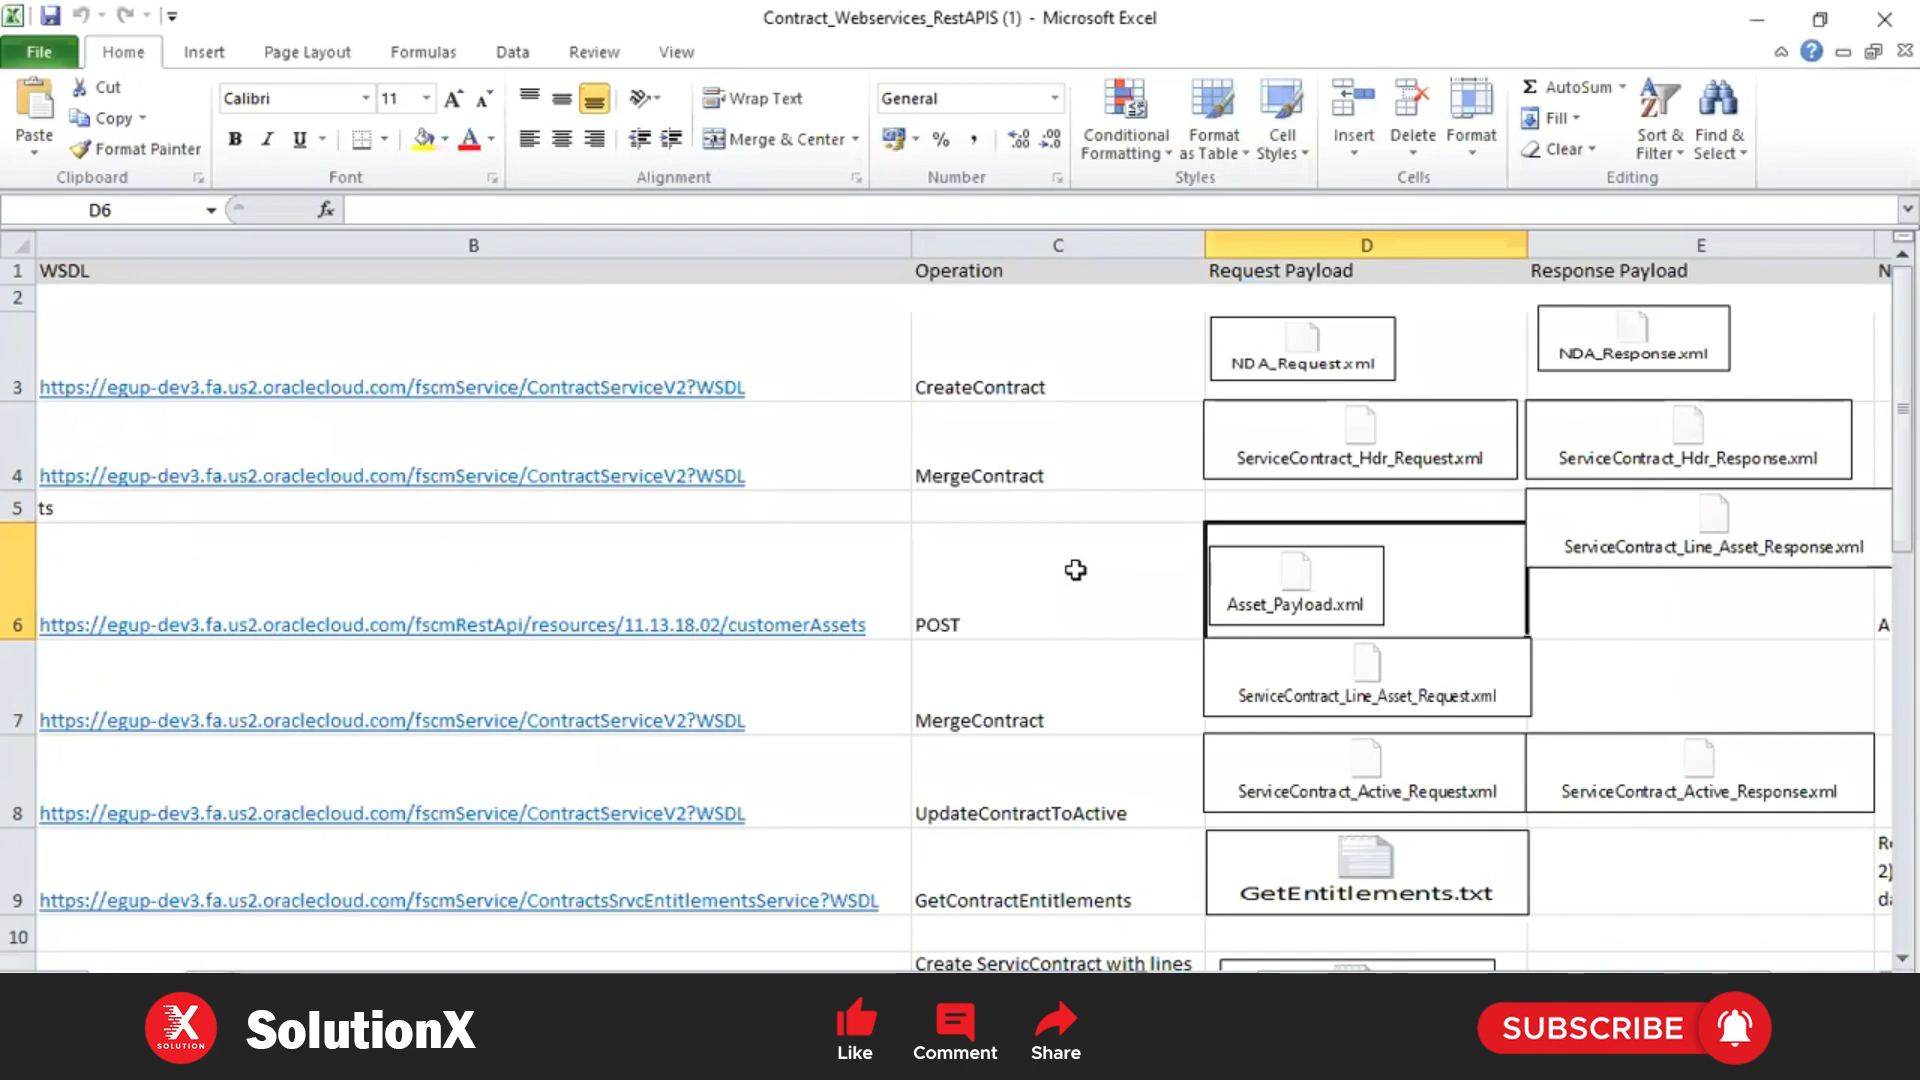 Contract_Webservices_RestAPIS (1) - Microsoft Excel
File Home Insert Page Layout Formulas Data Review View
Paste
Cut
Copy
Format Painter
Clipboard
Calibri 11
B I U
Font
Wrap Text
Merge & Center
Alignment
General
% ,
Number
Conditional Formatting
Format as Table
Cell Styles
Styles
Insert Delete Format
Cells
Σ AutoSum
Fill
Clear
Sort & Filter
Find & Select
Editing
D6 fx
B C D E
1 WSDL Operation Request Payload Response Payload N
2
NDA_Request.xml NDA_Response.xml
3 https://egup-dev3.fa.us2.oraclecloud.com/fscmService/ContractServiceV2?WSDL CreateContract
ServiceContract_Hdr_Request.xml ServiceContract_Hdr_Response.xml
4 https://egup-dev3.fa.us2.oraclecloud.com/fscmService/ContractServiceV2?WSDL MergeContract
5 ts
ServiceContract_Line_Asset_Response.xml
Asset_Payload.xml
6 https://egup-dev3.fa.us2.oraclecloud.com/fscmRestApi/resources/11.13.18.02/customerAssets POST A
ServiceContract_Line_Asset_Request.xml
7 https://egup-dev3.fa.us2.oraclecloud.com/fscmService/ContractServiceV2?WSDL MergeContract
ServiceContract_Active_Request.xml ServiceContract_Active_Response.xml
8 https://egup-dev3.fa.us2.oraclecloud.com/fscmService/ContractServiceV2?WSDL UpdateContractToActive
2)
GetEntitlements.txt
9 https://egup-dev3.fa.us2.oraclecloud.com/fscmService/ContractsSrvcEntitlementsService?WSDL GetContractEntitlements
10
Create ServicContract with lines
X SOLUTION
SolutionX
Like Comment Share
SUBSCRIBE